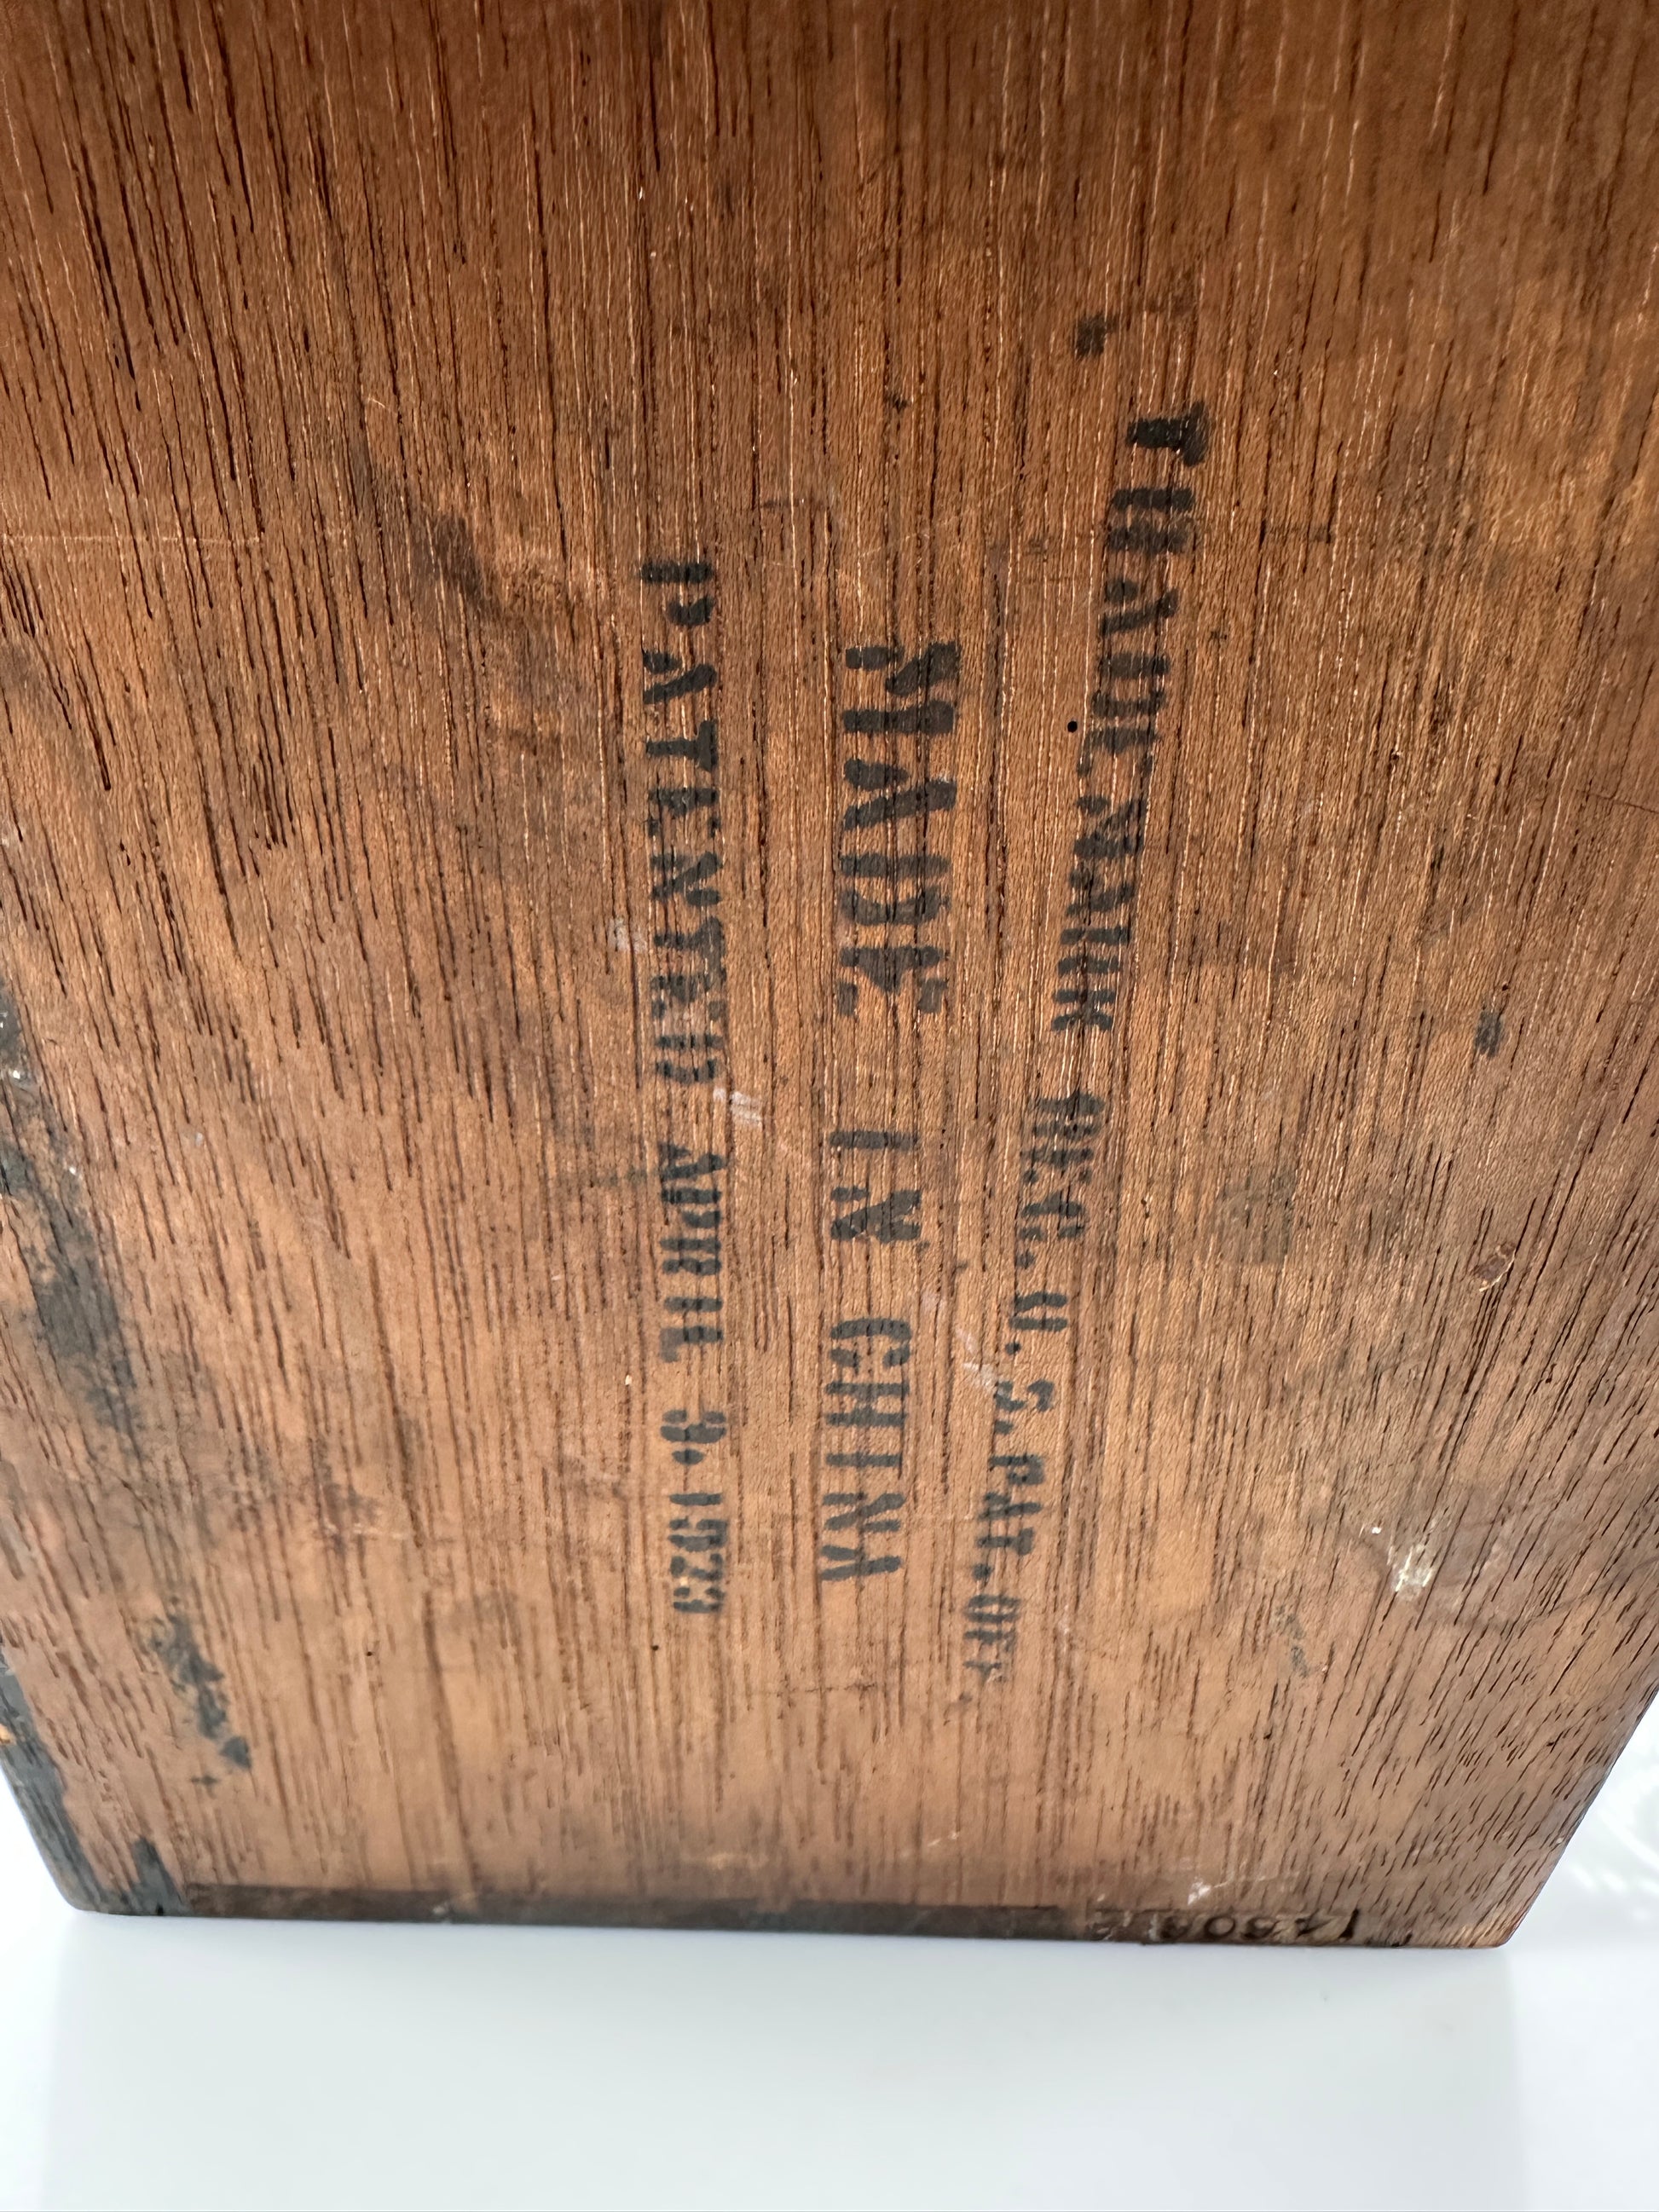 TRADE.MARK REG. U. S. PAT. OFF.
MADE IN CHINA
PATENTED APRIL 3. 1923